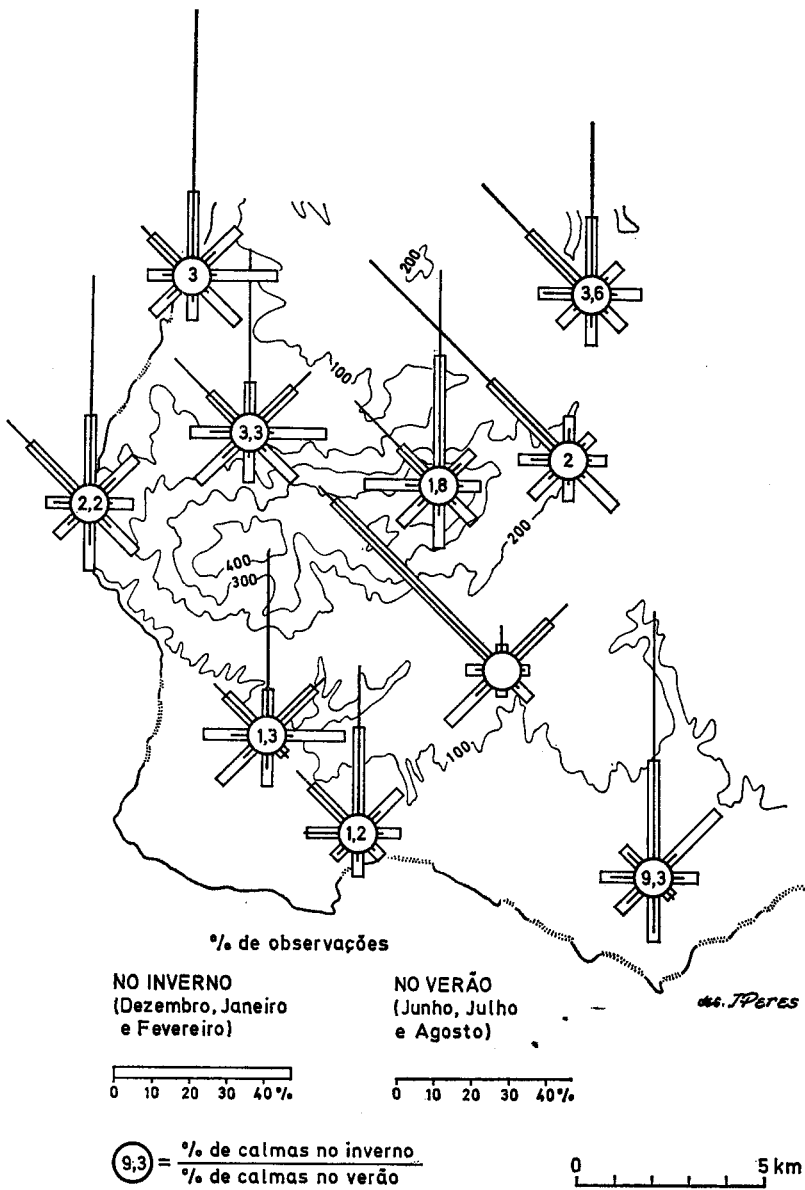 3
3,6
200
100
3,3
2
1,8
2,2
200
400
300
1,3
100
1,2
9,3
% de observações
NO INVERNO
(Dezembro, Janeiro
e Fevereiro)
NO VERÃO
(Junho, Julho
e Agosto)
des. J.PERES
0 10 20 30 40%
0 10 20 30 40%
9,3 = % de calmas no inverno
% de calmas no verão
0 5 km